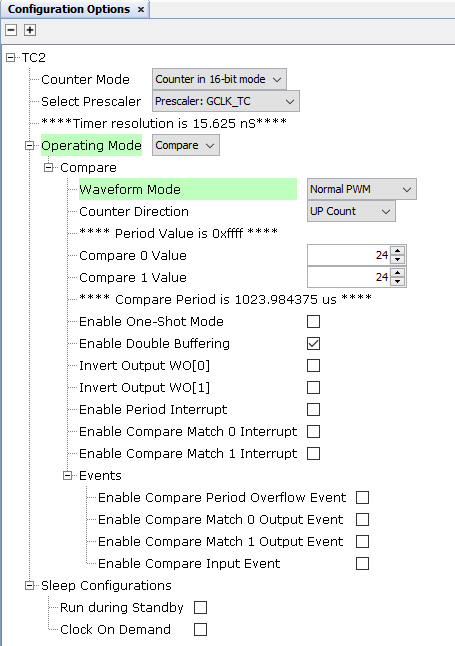 Configuration Options ×
TC2
Counter Mode Counter in 16-bit mode
Select Prescaler Prescaler: GCLK_TC
****Timer resolution is 15.625 nS****
Operating Mode Compare
Compare
Waveform Mode Normal PWM
Counter Direction UP Count
**** Period Value is 0xffff ****
Compare 0 Value 24
Compare 1 Value 24
**** Compare Period is 1023.984375 us ****
Enable One-Shot Mode
Enable Double Buffering
Invert Output WO[0]
Invert Output WO[1]
Enable Period Interrupt
Enable Compare Match 0 Interrupt
Enable Compare Match 1 Interrupt
Events
Enable Compare Period Overflow Event
Enable Compare Match 0 Output Event
Enable Compare Match 1 Output Event
Enable Compare Input Event
Sleep Configurations
Run during Standby
Clock On Demand